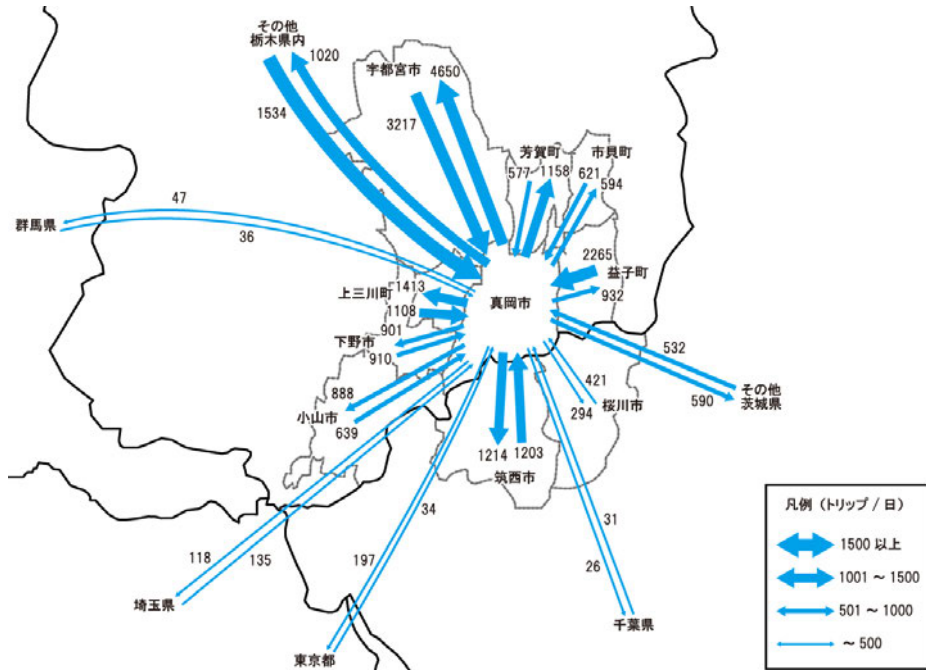 その他
栃木県内
1020
1534
宇都宮市
4650
3217
芳賀町
577
1158
市貝町
621
594
47
群馬県
36
2265
益子町
932
上三川町
1413
1108
真岡市
901
下野市
910
532
その他
茨城県
590
888
小山市
639
421
294
桜川市
1214
1203
筑西市
34
31
118
135
197
26
埼玉県
東京都
千葉県
凡例（トリップ / 日）
1500 以上
1001 ～ 1500
501 ～ 1000
～ 500